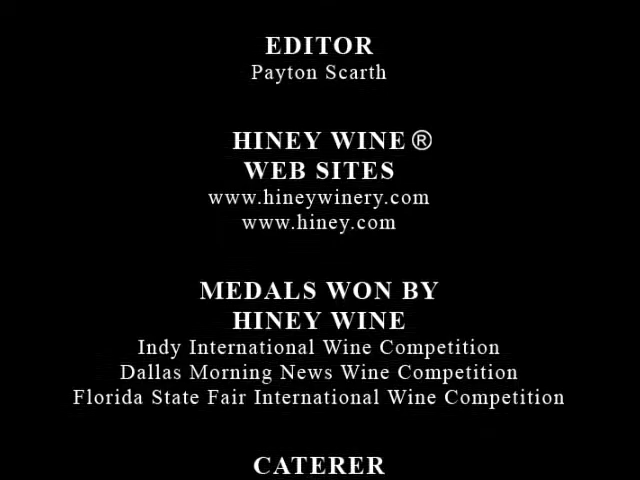 EDITOR
Payton Scarth
HINEY WINE ®
WEB SITES
www.hineywinery.com
www.hiney.com
MEDALS WON BY
HINEY WINE
Indy International Wine Competition
Dallas Morning News Wine Competition
Florida State Fair International Wine Competition
CATERER